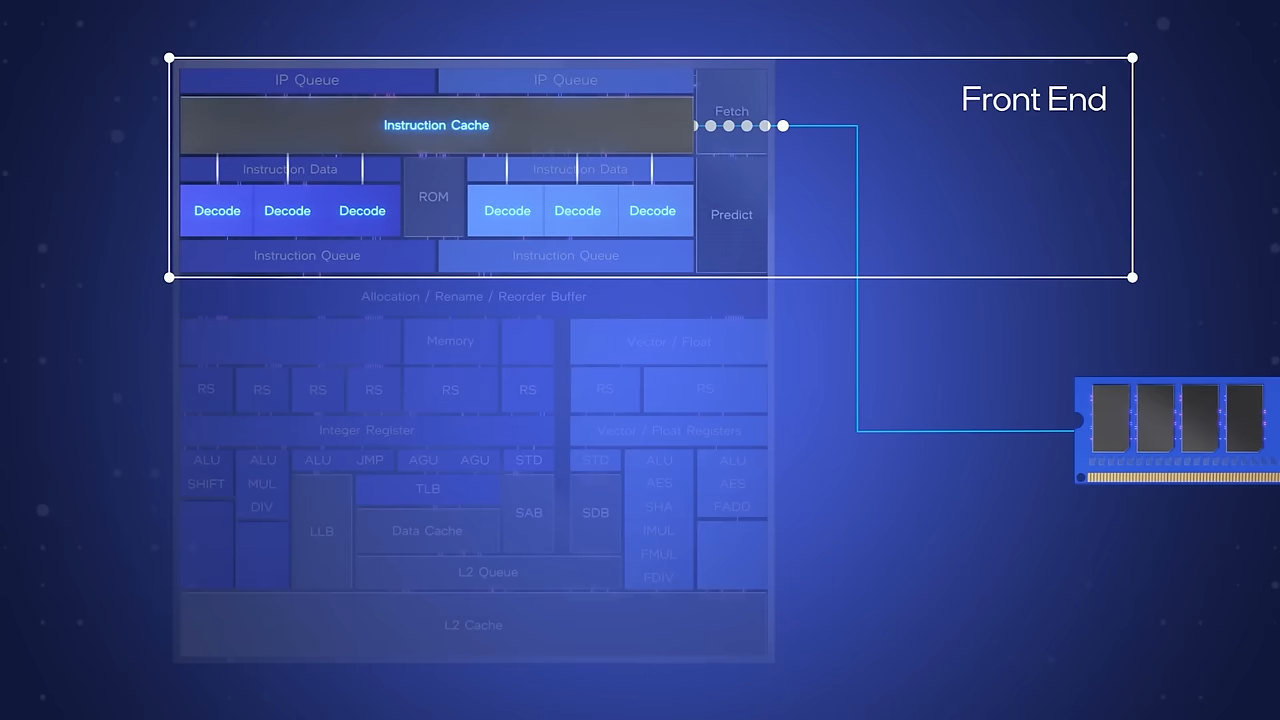 Front End
IP Queue IP Queue
Fetch
Instruction Cache
Instruction Data Instruction Data
ROM
Decode Decode Decode Decode Decode Decode
Predict
Instruction Queue Instruction Queue
Allocation / Rename / Reorder Buffer
Memory Vector / Float
RS RS RS RS RS RS RS RS
Integer Register Vector / Float Registers
ALU ALU ALU JMP AGU AGU STD STD ALU ALU
SHIFT MUL TLB AES AES
DIV SAB SDB SHA FADD
LLB Data Cache IMUL
FMUL
L2 Queue FDIV
L2 Cache